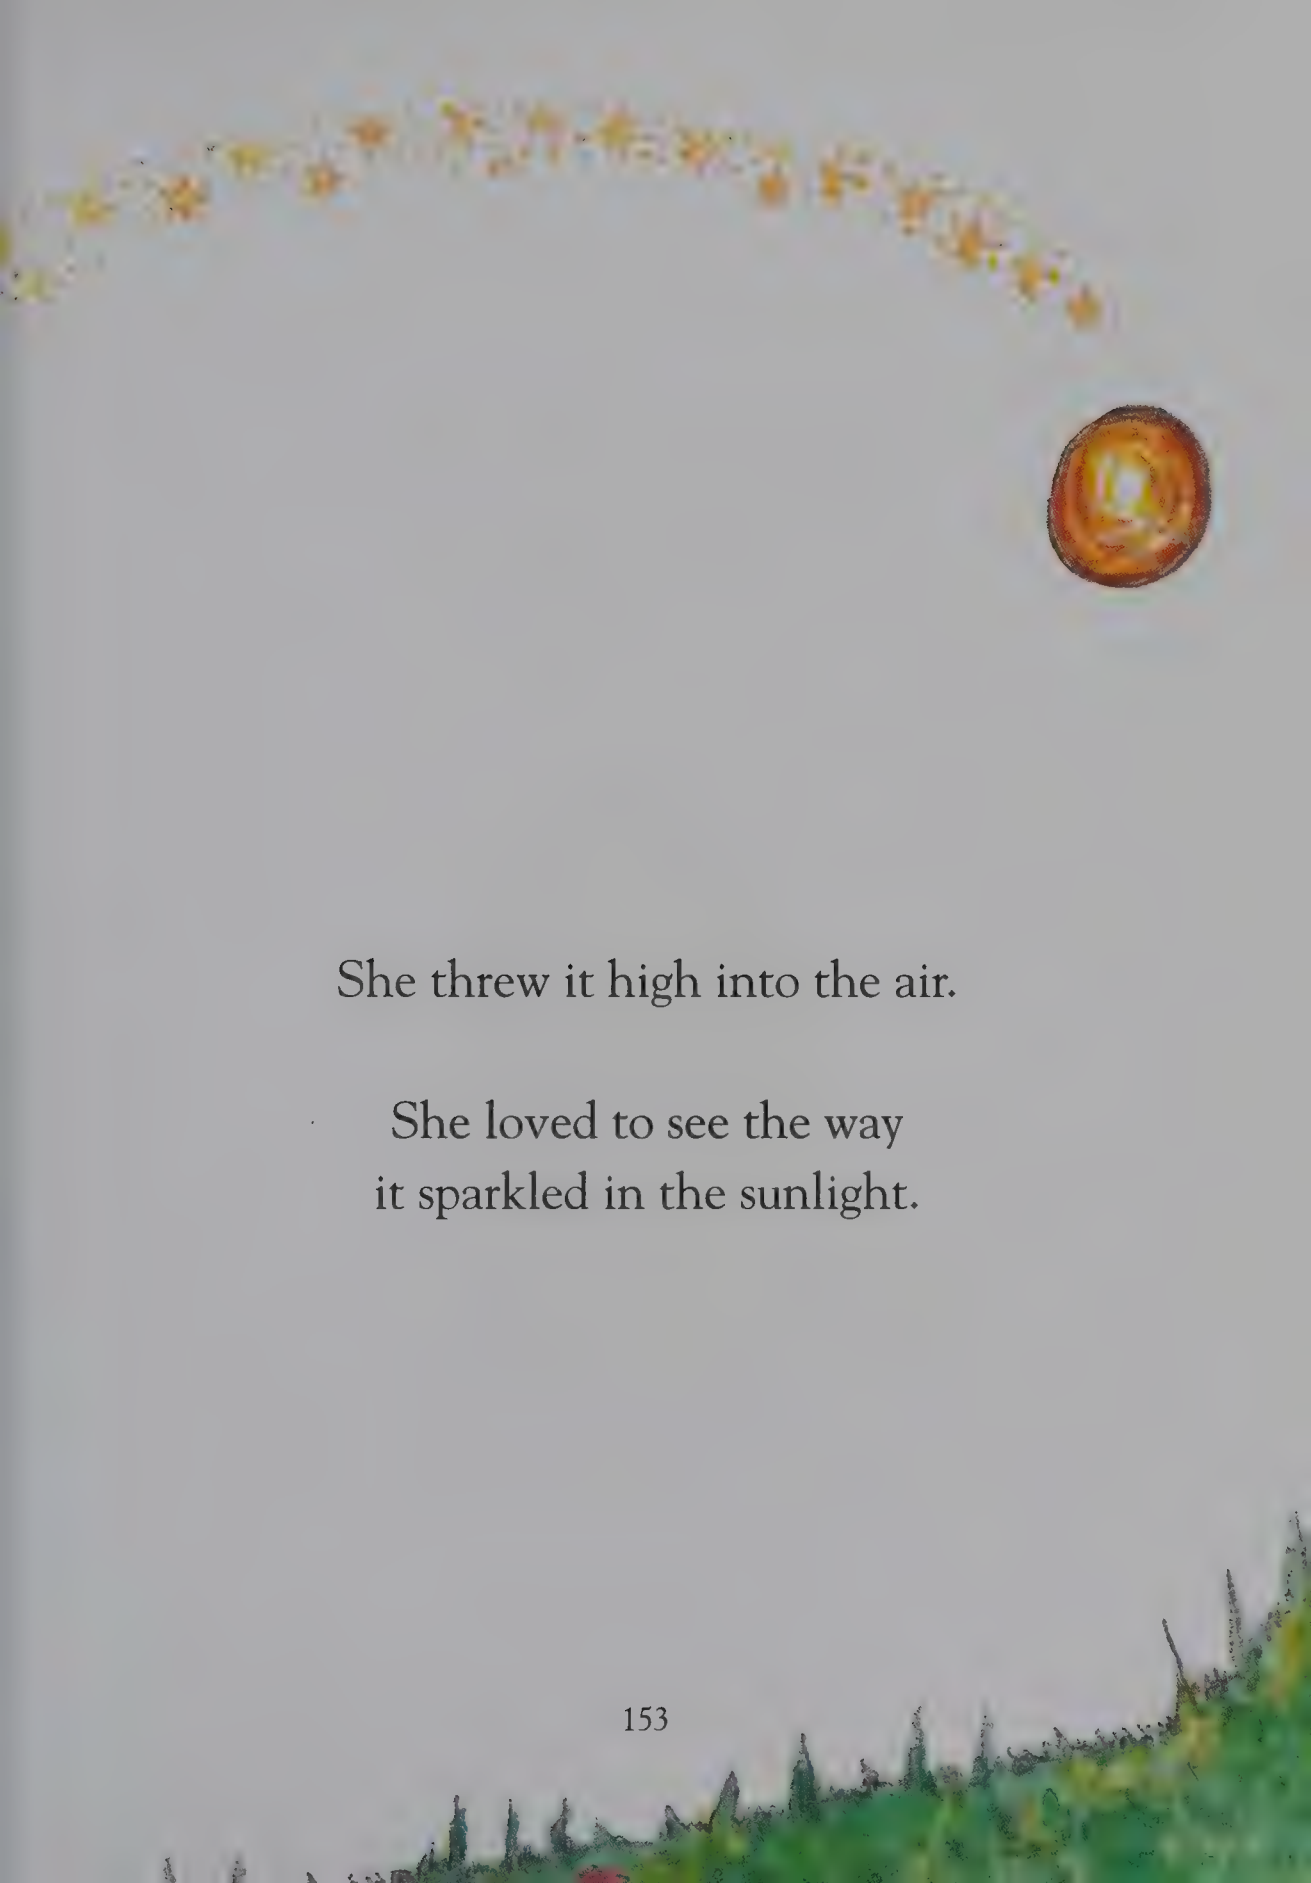 She threw it high into the air.
She loved to see the way
it sparkled in the sunlight.
153